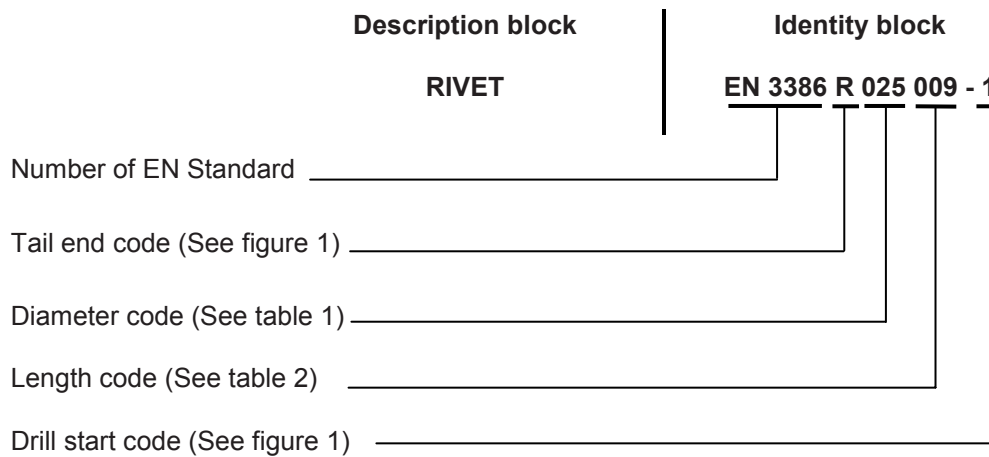 Description block Identity block
RIVET EN 3386 R 025 009 - 1
Number of EN Standard
Tail end code (See figure 1)
Diameter code (See table 1)
Length code (See table 2)
Drill start code (See figure 1)